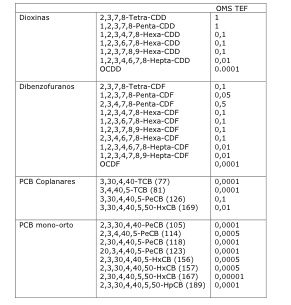 OMS TEF
Dioxinas 2,3,7,8-Tetra-CDD 1
1,2,3,7,8-Penta-CDD 1
1,2,3,4,7,8-Hexa-CDD 0,1
1,2,3,6,7,8-Hexa-CDD 0,1
1,2,3,7,8,9-Hexa-CDD 0,1
1,2,3,4,6,7,8-Hepta-CDD 0,01
OCDD 0.0001
Dibenzofuranos 2,3,7,8-Tetra-CDF 0,1
1,2,3,7,8-Penta-CDF 0,05
2,3,4,7,8-Penta-CDF 0,5
1,2,3,4,7,8-Hexa-CDF 0,1
1,2,3,6,7,8-Hexa-CDF 0,1
1,2,3,7,8,9-Hexa-CDF 0,1
2,3,4,6,7,8-Hexa-CDF 0,1
1,2,3,4,6,7,8-Hepta-CDF 0,01
1,2,3,4,7,8,9-Hepta-CDF 0,01
OCDF 0,0001
PCB Coplanares 3,30,4,40-TCB (77) 0,0001
3,4,40,5-TCB (81) 0,0001
3,30,4,40,5-PeCB (126) 0,1
3,30,4,40,5,50-HxCB (169) 0,01
PCB mono-orto 2,3,30,4,40-PeCB (105) 0,0001
2,3,4,40,5-PeCB (114) 0,0005
2,30,4,40,5-PeCB (118) 0,0001
20,3,4,40,5-PeCB (123) 0,0001
2,3,30,4,40,5-HxCB (156) 0,0005
2,3,30,4,40,50-HxCB (157) 0,0005
2,30,4,40,5,50-HxCB (167) 0,00001
2,3,30,4,40,5,50-HpCB (189) 0,0001